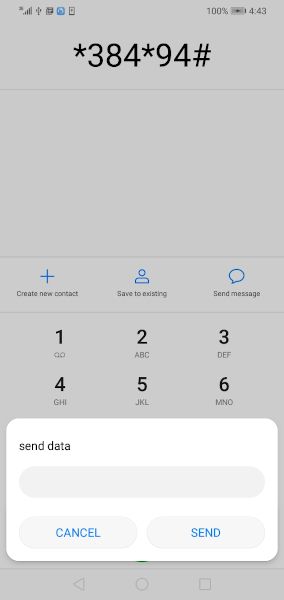 100% 4:43
*384*94#
Create new contact Save to existing Send message
1 2 3
ABC DEF
4 5 6
GHI JKL MNO
send data
CANCEL SEND